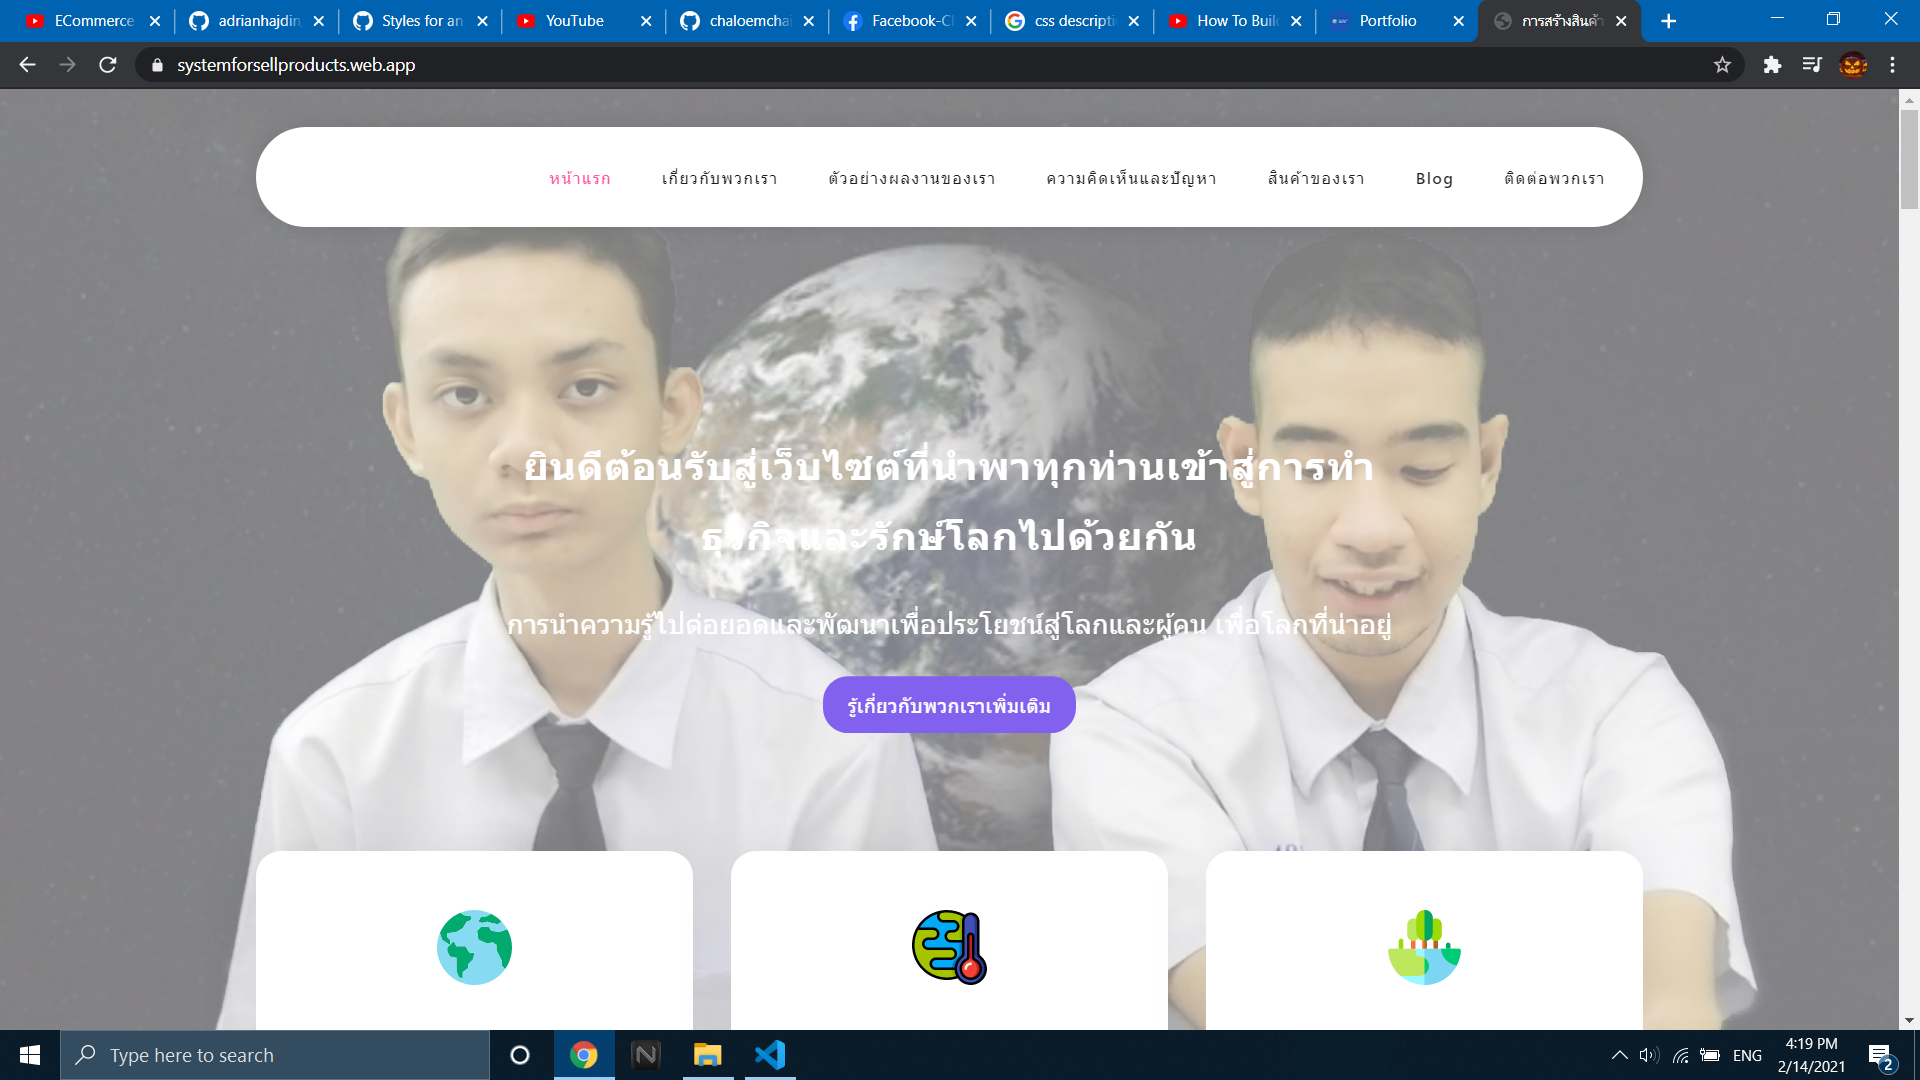 ECommerce
adrianhajdin
Styles for an
YouTube
chaloemchai
Facebook-Cl
css descripti
How To Buil
Portfolio
การสร้างสินค้า
systemforsellproducts.web.app
หน้าแรก
เกี่ยวกับพวกเรา
ตัวอย่างผลงานของเรา
ความคิดเห็นและปัญหา
สินค้าของเรา
Blog
ติดต่อพวกเรา
ยินดีต้อนรับสู่เว็บไซต์ที่นำพาทุกท่านเข้าสู่การทำ
ธุรกิจและรักษ์โลกไปด้วยกัน
การนำความรู้ไปต่อยอดและพัฒนาเพื่อประโยชน์สู่โลกและผู้คน เพื่อโลกที่น่าอยู่
รู้เกี่ยวกับพวกเราเพิ่มเติม
Type here to search
ENG
4:19 PM
2/14/2021
2